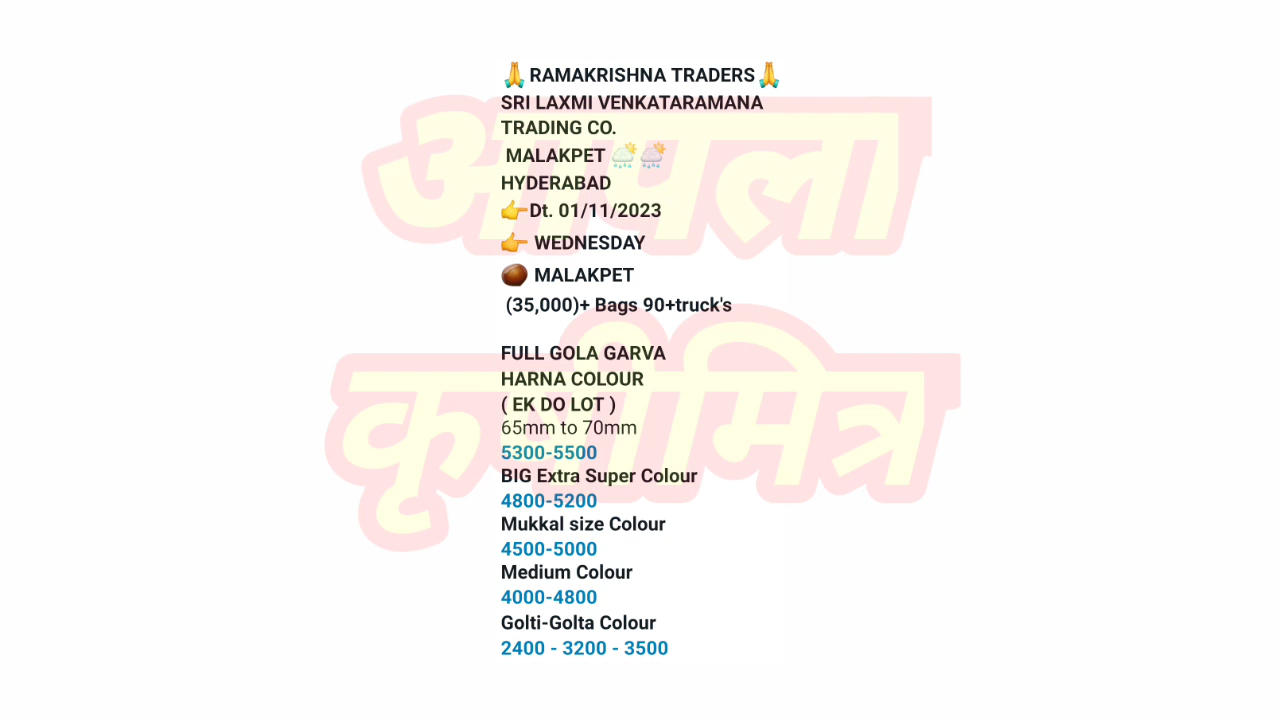 🙏RAMAKRISHNA TRADERS🙏
SRI LAXMI VENKATARAMANA
TRADING CO.
MALAKPET 🌦🌦
HYDERABAD
👉Dt. 01/11/2023
👉 WEDNESDAY
🌰 MALAKPET
(35,000)+ Bags 90+truck's
FULL GOLA GARVA
HARNA COLOUR
( EK DO LOT )
65mm to 70mm
5300-5500
BIG Extra Super Colour
4800-5200
Mukkal size Colour
4500-5000
Medium Colour
4000-4800
Golti-Golta Colour
2400 - 3200 - 3500
आपला
कृषीमित्र